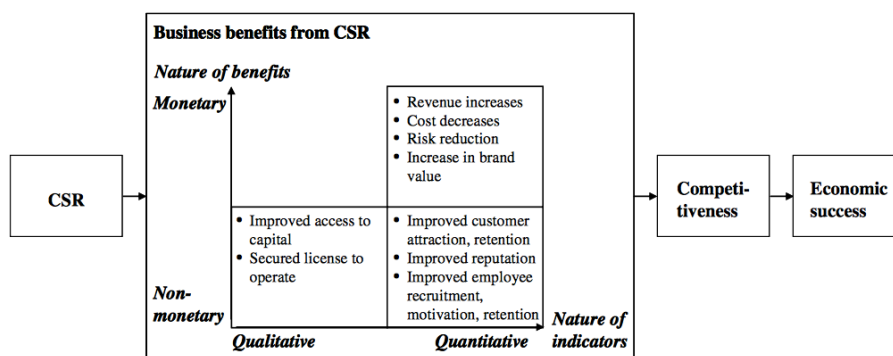 Business benefits from CSR
Nature of benefits
Monetary
• Revenue increases
• Cost decreases
• Risk reduction
• Increase in brand
value
CSR
• Improved access to
capital
• Secured license to
operate
• Improved customer
attraction, retention
• Improved reputation
• Improved employee
recruitment,
motivation, retention
Non-
monetary
Qualitative
Quantitative
Nature of
indicators
Competi-
tiveness
Economic
success